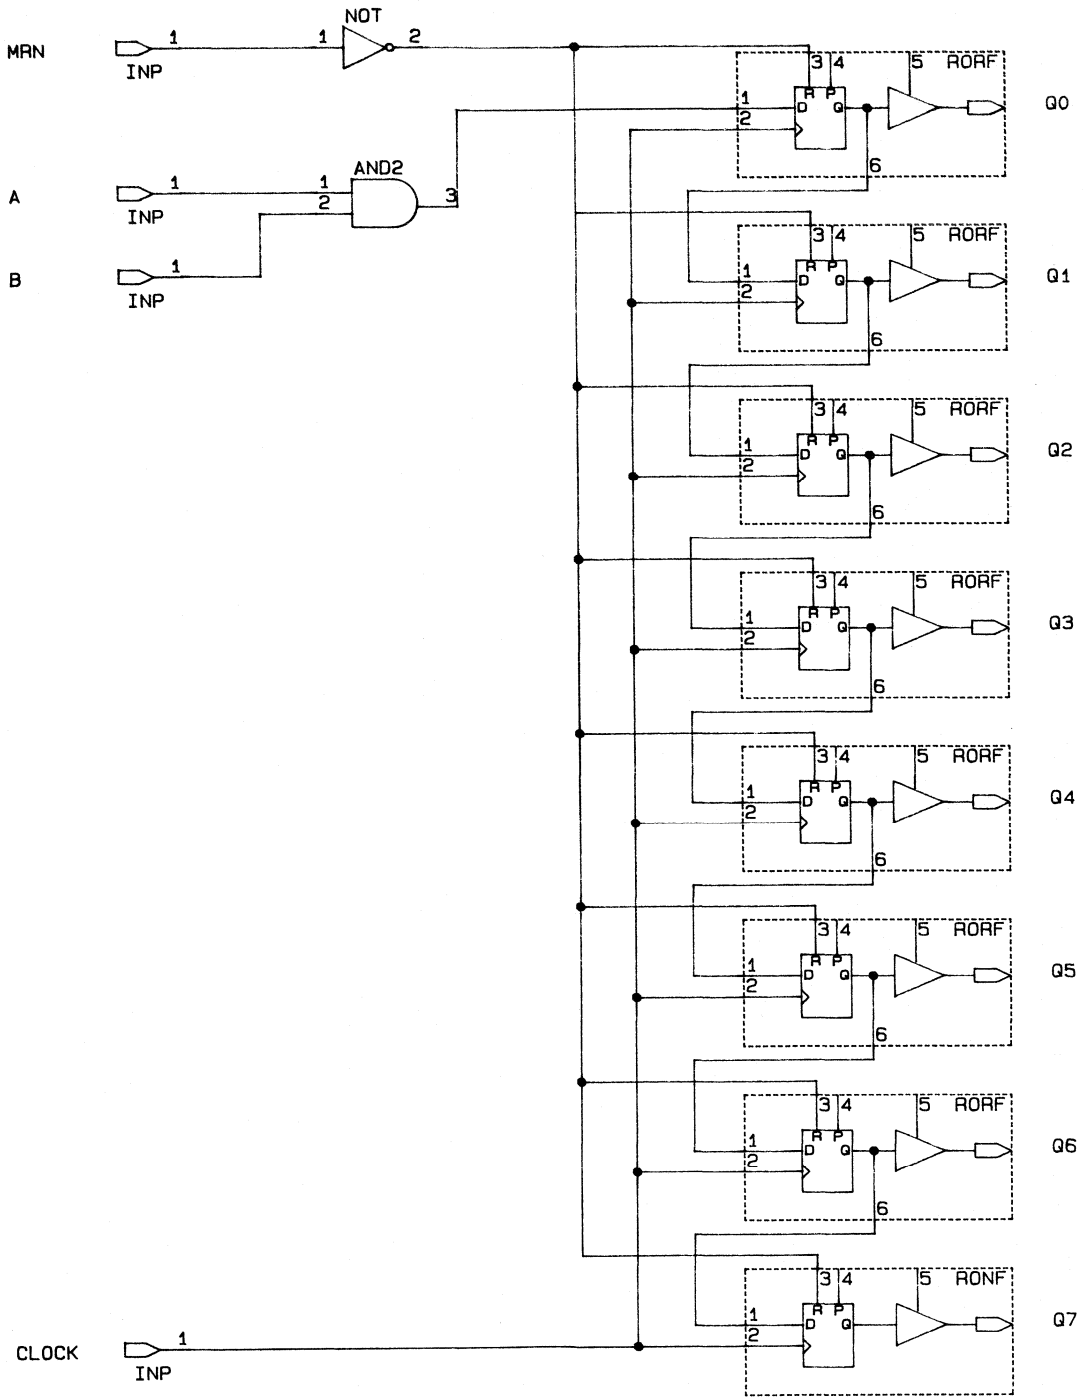 NOT
MRN 1 1 2
INP
3 4 5 RORF
1 D R P Q Q0
2
6
AND2
A 1 1 3
INP 2
B 1
INP
3 4 5 RORF
1 D R P Q Q1
2
6
3 4 5 RORF
1 D R P Q Q2
2
6
3 4 5 RORF
1 D R P Q Q3
2
6
3 4 5 RORF
1 D R P Q Q4
2
6
3 4 5 RORF
1 D R P Q Q5
2
6
3 4 5 RORF
1 D R P Q Q6
2
6
3 4 5 RONF
1 D R P Q Q7
2
CLOCK 1
INP